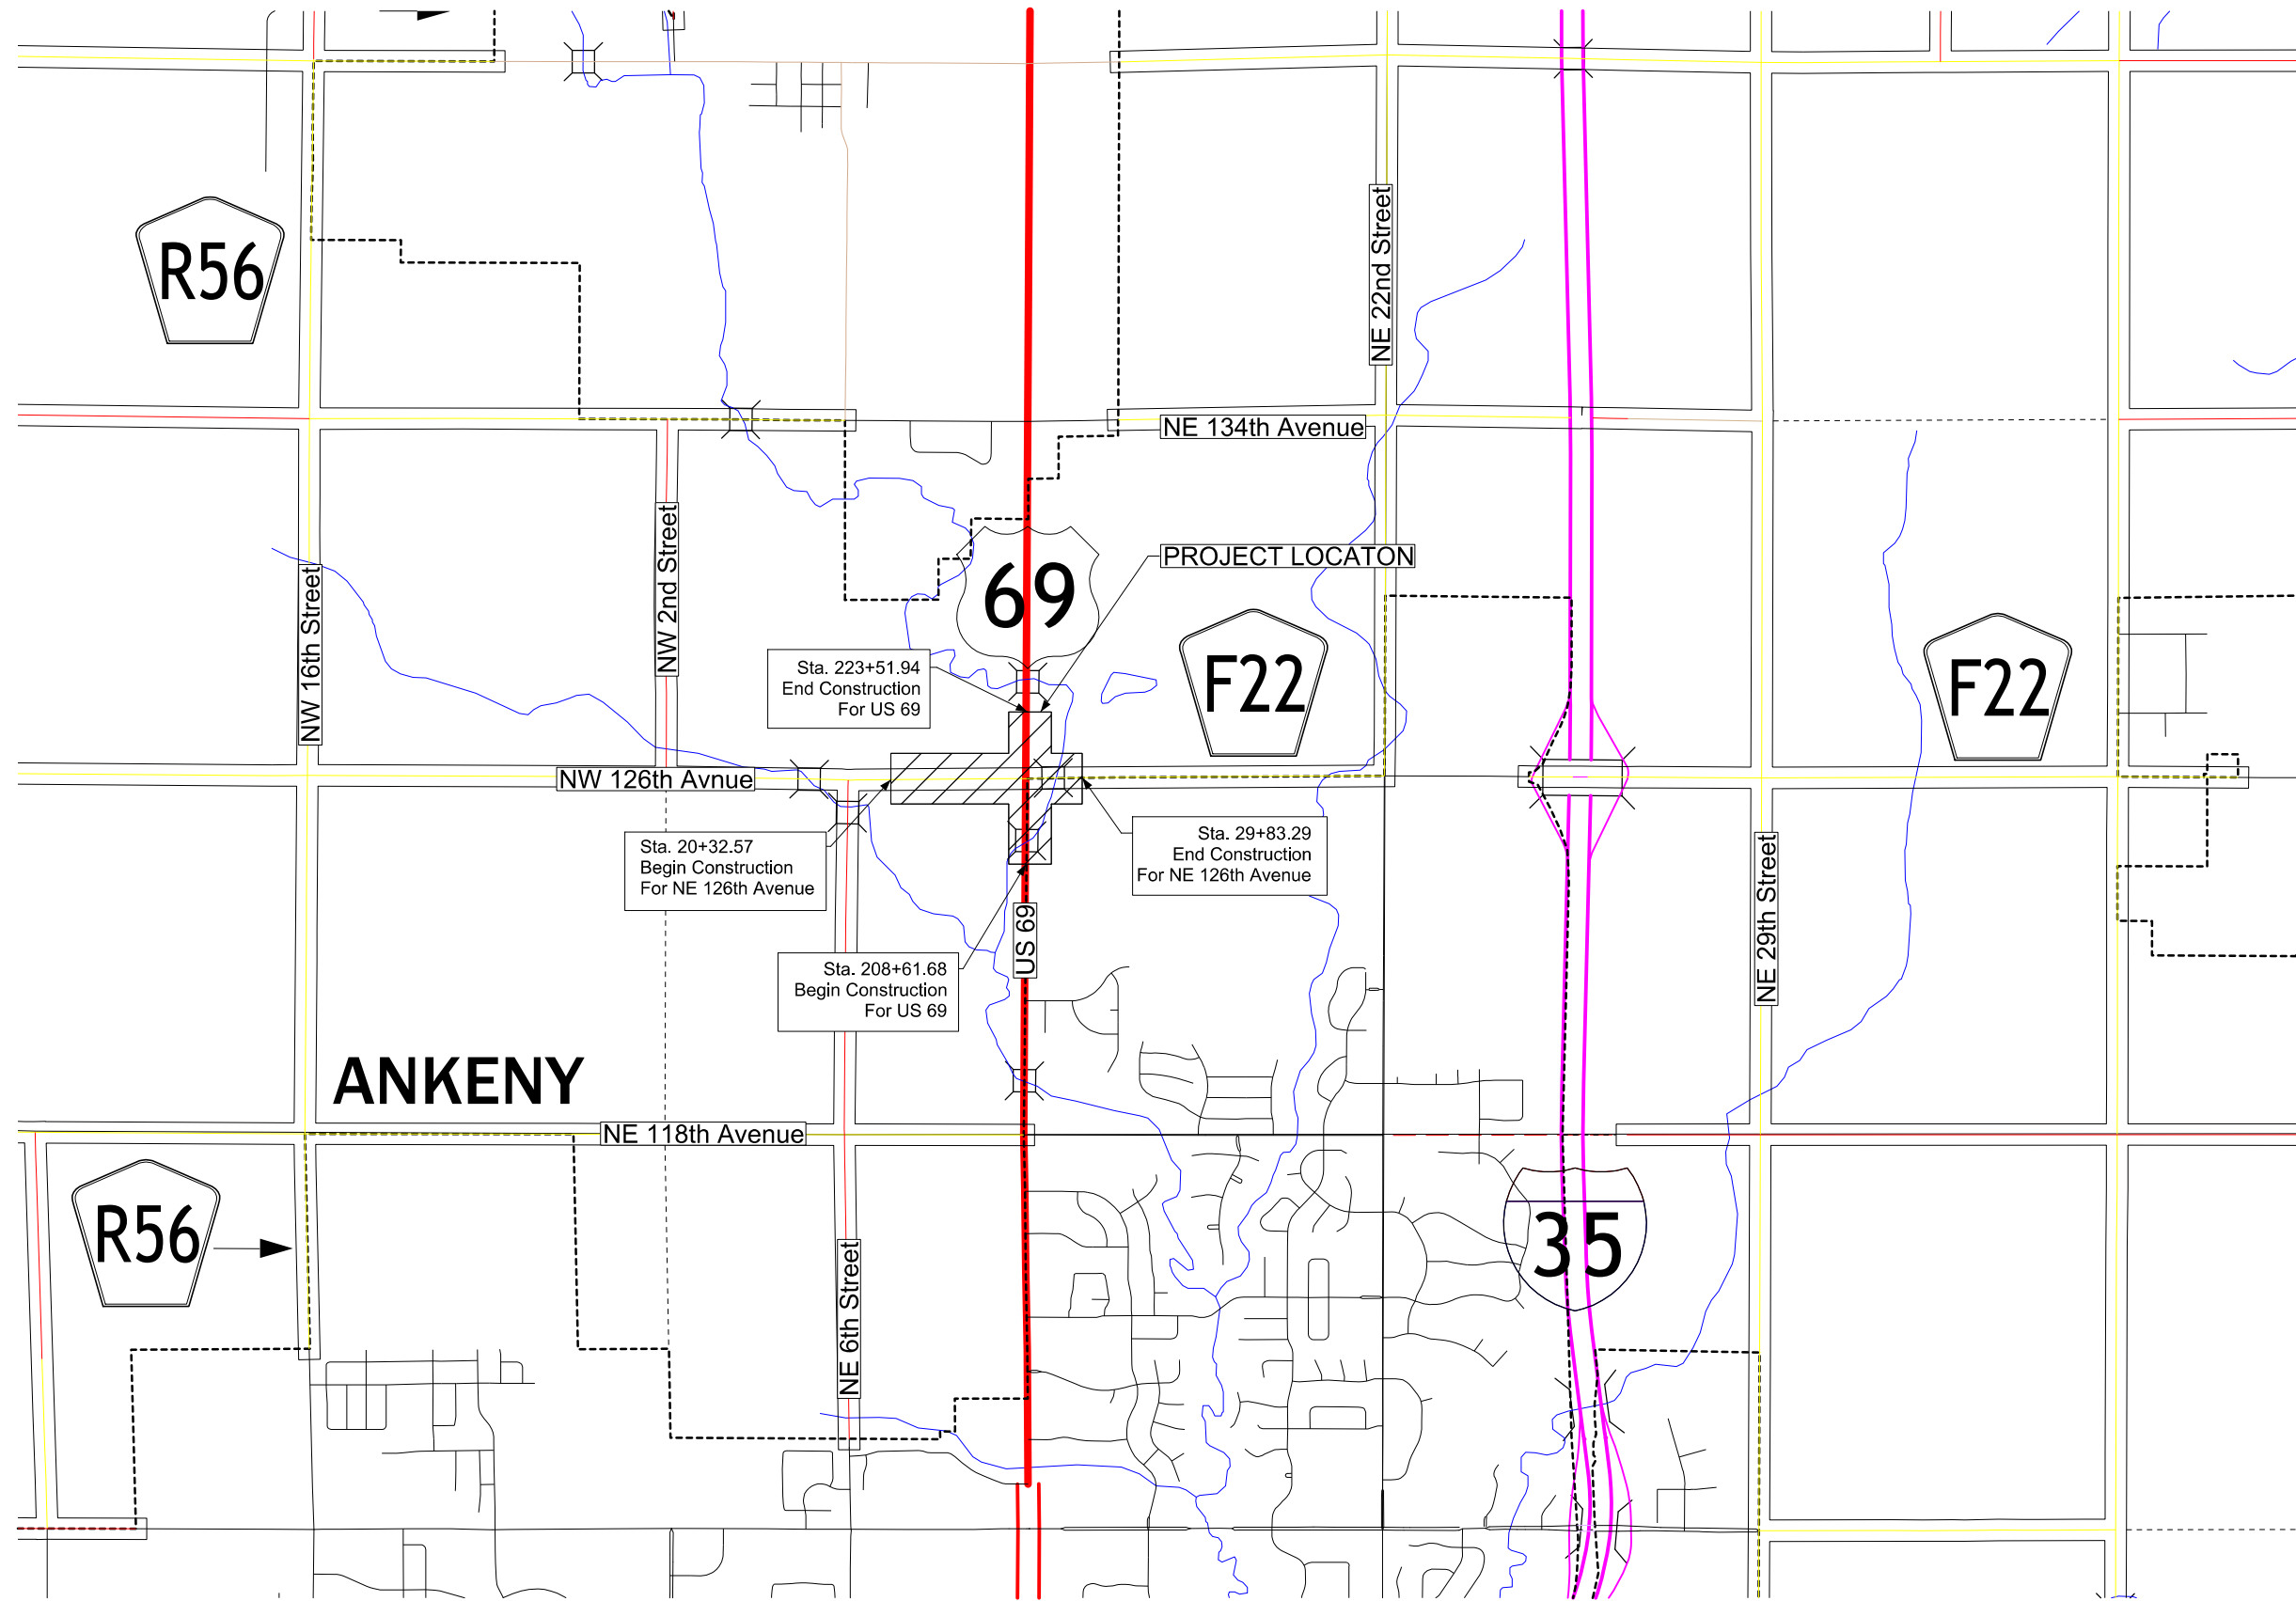 R56
NE 22nd Street
NE 134th Avenue
NW 2nd Street
PROJECT LOCATON
NW 16th Street
69
F22
F22
Sta. 223+51.94
End Construction
For US 69
NW 126th Avnue
Sta. 20+32.57
Begin Construction
For NE 126th Avenue
Sta. 29+83.29
End Construction
For NE 126th Avenue
NE 29th Street
US 69
Sta. 208+61.68
Begin Construction
For US 69
ANKENY
NE 118th Avenue
R56
35
NE 6th Street